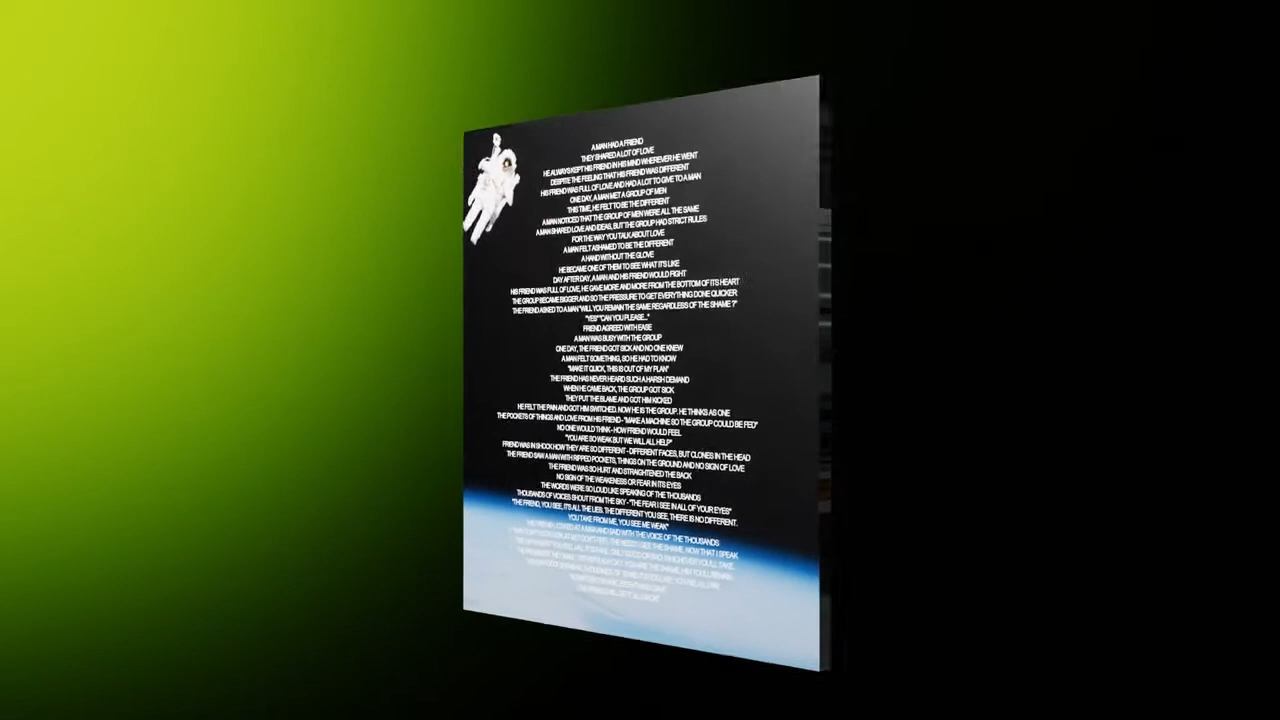 A MAN HAD A FRIEND
THEY SHARED A LOT OF LOVE
HE ALWAYS KEPT HIS FRIEND IN HIS MIND WHEREVER HE WENT
DESPITE THE FEELING THAT HIS FRIEND WAS DIFFERENT
HIS FRIEND WAS FULL OF LOVE AND HAD A LOT TO GIVE TO A MAN
ONE DAY, A MAN MET A GROUP OF MEN
THIS TIME, HE FELT TO BE THE DIFFERENT
A MAN NOTICED THAT THE GROUP OF MEN WERE ALL THE SAME
A MAN SHARED LOVE AND IDEAS, BUT THE GROUP HAD STRICT RULES
FOR THE WAY YOU TALK ABOUT LOVE
A MAN FELT ASHAMED TO BE THE DIFFERENT
A HAND WITHOUT THE GLOVE
HE BECAME ONE OF THEM TO SEE WHAT IT'S LIKE
DAY AFTER DAY, A MAN AND HIS FRIEND WOULD FIGHT
HIS FRIEND WAS FULL OF LOVE, HE GAVE MORE AND MORE FROM THE BOTTOM OF ITS HEART
THE GROUP BECAME BIGGER AND SO THE PRESSURE TO GET EVERYTHING DONE QUICKER
THE FRIEND ASKED TO A MAN "WILL YOU REMAIN THE SAME REGARDLESS OF THE SHAME ?"
"YES" "CAN YOU PLEASE..."
FRIEND AGREED WITH EASE
A MAN WAS BUSY WITH THE GROUP
ONE DAY, THE FRIEND GOT SICK AND NO ONE KNEW
A MAN FELT SOMETHING, SO HE HAD TO KNOW
"MAKE IT QUICK, THIS IS OUT OF MY PLAN"
THE FRIEND HAS NEVER HEARD SUCH A HARSH DEMAND
WHEN HE CAME BACK, THE GROUP GOT SICK
THEY PUT THE BLAME AND GOT HIM KICKED
HE FELT THE PAIN AND GOT HIM SWITCHED. NOW HE IS THE GROUP. HE THINKS AS ONE
THE POCKETS OF THINGS AND LOVE FROM HIS FRIEND - "MAKE A MACHINE SO THE GROUP COULD BE FED"
NO ONE WOULD THINK - HOW FRIEND WOULD FEEL
"YOU ARE SO WEAK BUT WE WILL ALL HELP"
FRIEND WAS IN SHOCK HOW THEY ARE SO DIFFERENT - DIFFERENT FACES, BUT CLONES IN THE HEAD
THE FRIEND SAW A MAN WITH RIPPED POCKETS, THINGS ON THE GROUND AND NO SIGN OF LOVE
THE FRIEND WAS SO HURT AND STRAIGHTENED THE BACK
NO SIGN OF THE WEAKNESS OR FEAR IN ITS EYES
THE WORDS WERE SO LOUD LIKE SPEAKING OF THE THOUSANDS
THOUSANDS OF VOICES SHOUT FROM THE SKY - "THE FEAR I SEE IN ALL OF YOUR EYES"
"THE FRIEND, YOU SEE, IT'S ALL THE LIES. THE DIFFERENT YOU SEE, THERE IS NO DIFFERENT.
YOU TAKE FROM ME, YOU SEE ME WEAK"
HIS FRIEND LOOKED AT A MAN AND SAID WITH THE VOICE OF THE THOUSANDS
I SEE THE SHAME, NOW THAT I SPEAK